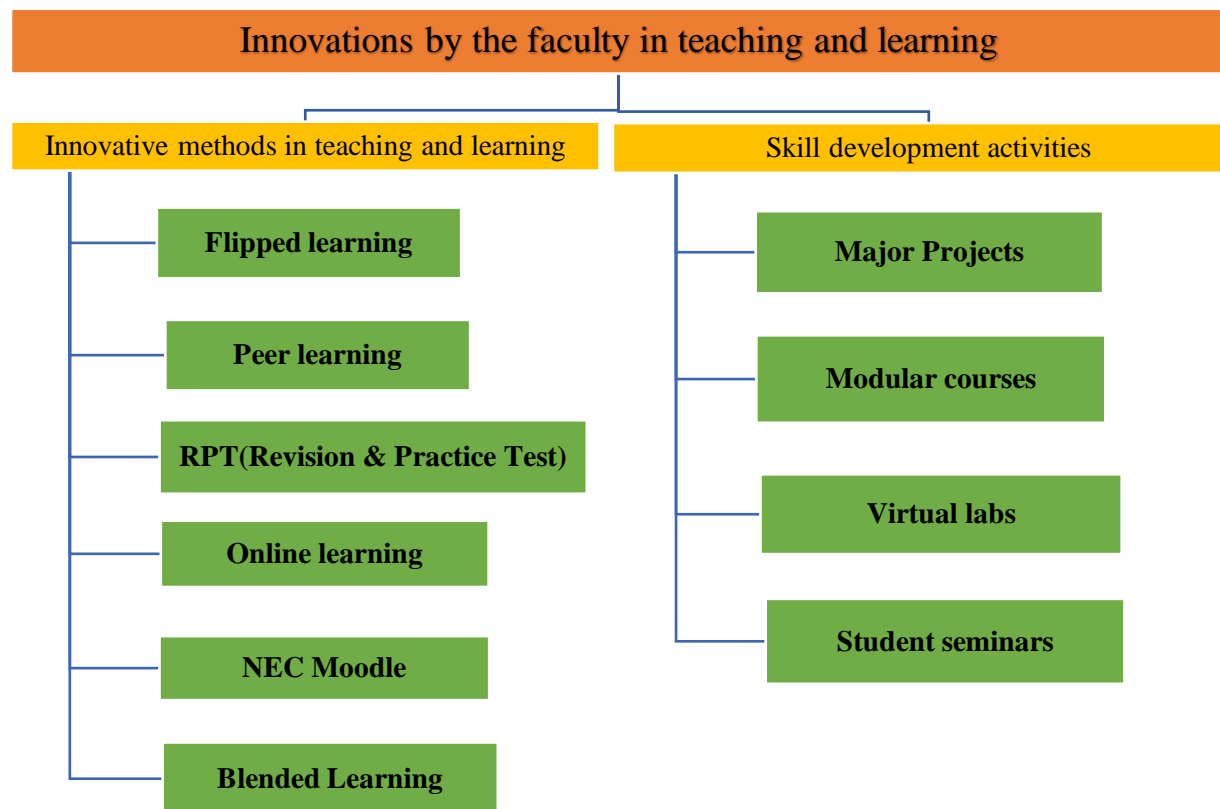 Innovations by the faculty in teaching and learning
Innovative methods in teaching and learning
Flipped learning
Peer learning
RPT(Revision & Practice Test)
Online learning
NEC Moodle
Blended Learning
Skill development activities
Major Projects
Modular courses
Virtual labs
Student seminars